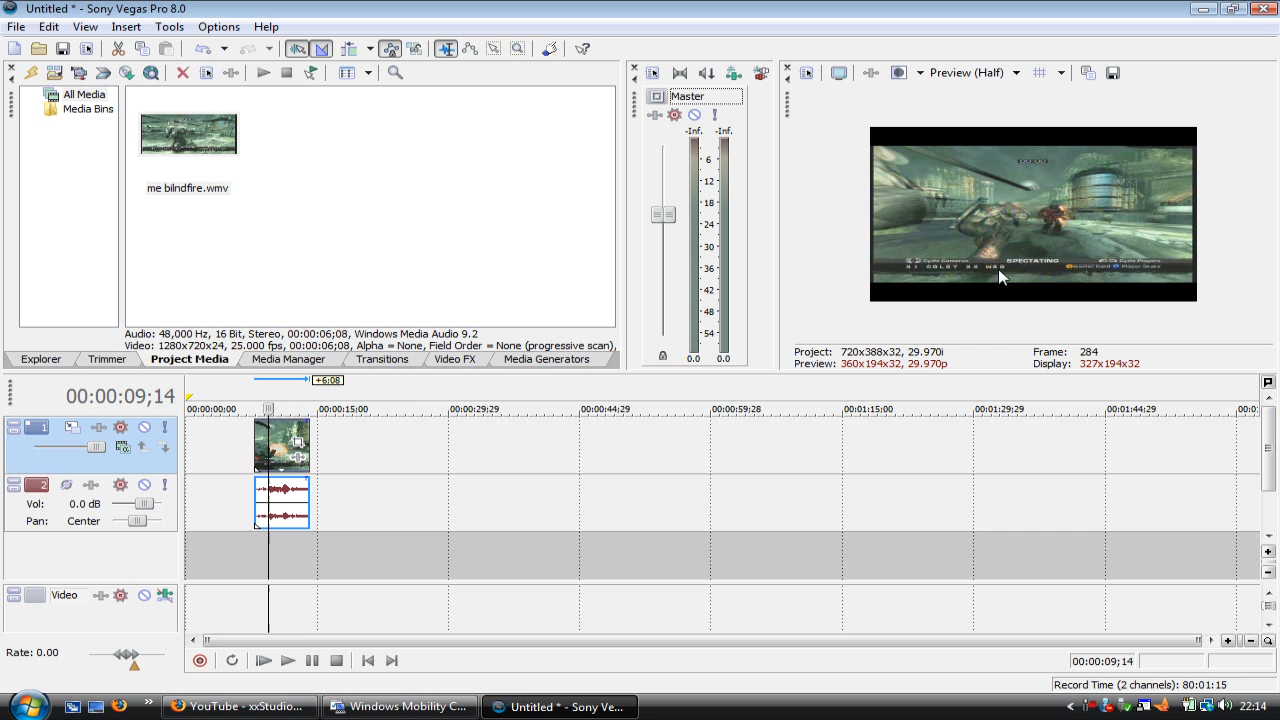 Untitled * - Sony Vegas Pro 8.0
File Edit View Insert Tools Options Help
Preview (Half)
All Media
Media Bins
me bilndfire.wmv
Master
-Inf. -Inf.
6
12
18
24
30
36
42
48
54
0.0 0.0
SPECTATING
Audio: 48,000 Hz, 16 Bit, Stereo, 00:00:06;08, Windows Media Audio 9.2
Video: 1280x720x24, 25.000 fps, 00:00:06;08, Alpha = None, Field Order = None (progressive scan),
Explorer Trimmer Project Media Media Manager Transitions Video FX Media Generators
Project: 720x388x32, 29.970i Frame: 284
Preview: 360x194x32, 29.970p Display: 327x194x32
+6;08
00:00:09;14
00:00:00;00 00:00:15;00 00:00:29;29 00:00:44;29 00:00:59;28 00:01:15;00 00:01:29;29 00:01:44;29 00:0
1
2
Vol: 0.0 dB
Pan: Center
Video
Rate: 0.00
00:00:09;14
Record Time (2 channels): 80:01:15
YouTube - xxStudio... Windows Mobility C... Untitled * - Sony Ve... 22:14